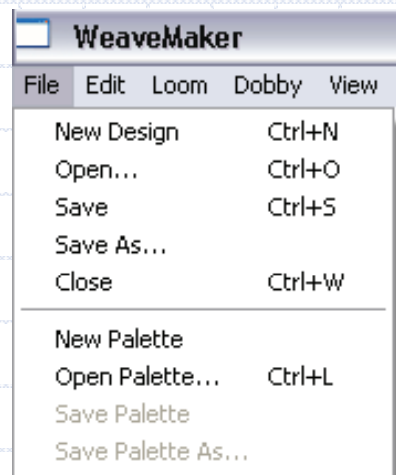 WeaveMaker
File Edit Loom Dobby View
New Design Ctrl+N
Open... Ctrl+O
Save Ctrl+S
Save As...
Close Ctrl+W
New Palette
Open Palette... Ctrl+L
Save Palette
Save Palette As...